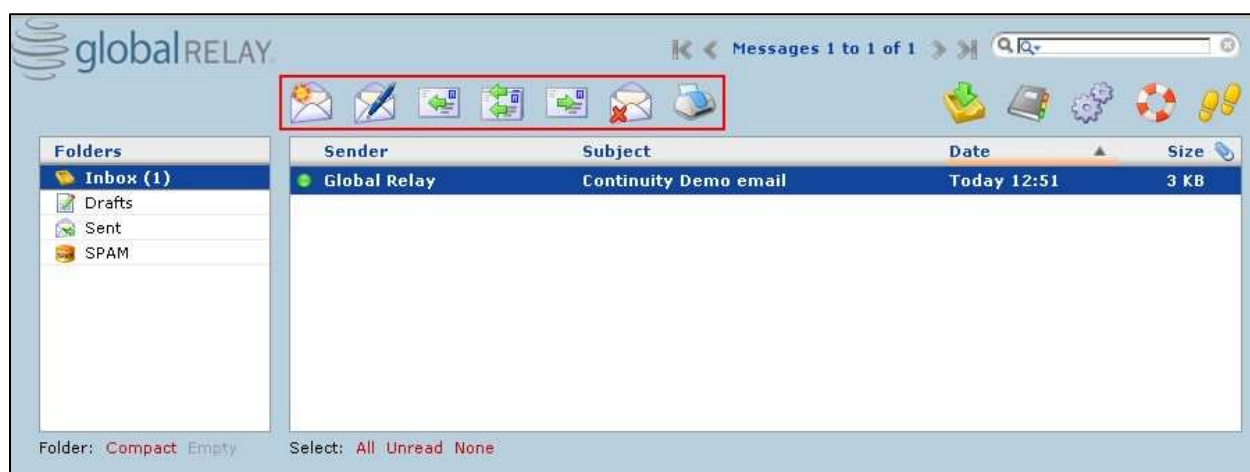 globalRELAY
Messages 1 to 1 of 1
Folders
Sender Subject Date Size
Inbox (1)
Global Relay Continuity Demo email Today 12:51 3 KB
Drafts
Sent
SPAM
Folder: Compact Empty
Select: All Unread None